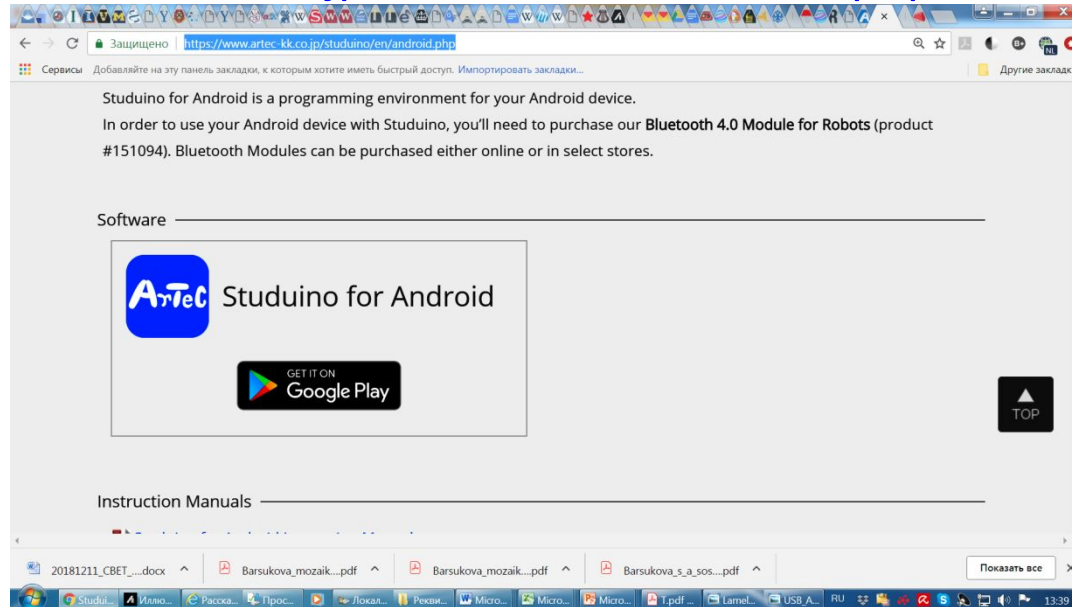 Защищено | https://www.artec-kk.co.jp/studuino/en/android.php
Сервисы Добавляйте на эту панель закладки, к которым хотите иметь быстрый доступ. Импортировать закладки... Другие заклад
Studuino for Android is a programming environment for your Android device.
In order to use your Android device with Studuino, you’ll need to purchase our Bluetooth 4.0 Module for Robots (product
#151094). Bluetooth Modules can be purchased either online or in select stores.
Software
ArTeC Studuino for Android
GET IT ON
Google Play
TOP
Instruction Manuals
20181211_СВЕТ_....docx Barsukova_mozaik....pdf Barsukova_mozaik....pdf Barsukova_s_a_sos....pdf Показать все
Studui... Иллю... Расска... Прос... Локал... Рекви... Micro... Micro... Micro... T.pdf ... Lamel... USB_A... RU 13:39